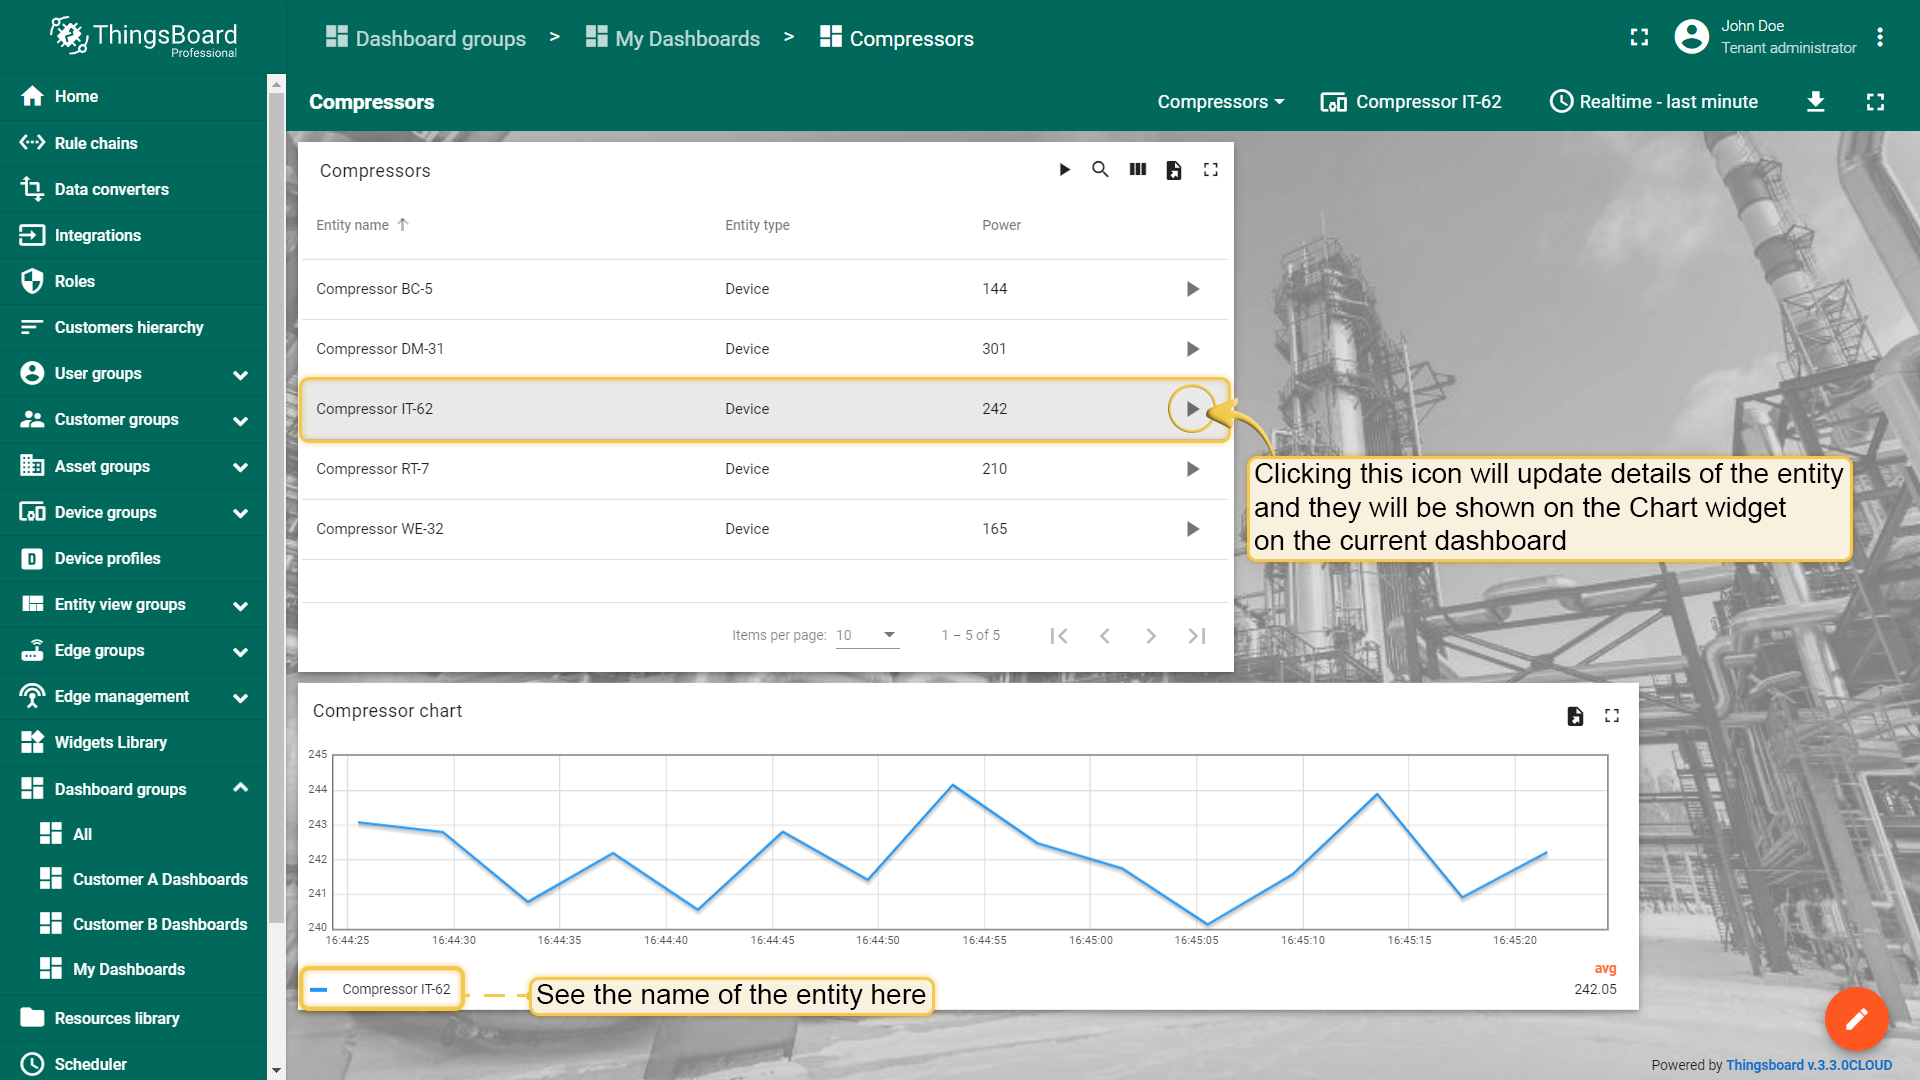 ThingsBoard
Professional
Dashboard groups > My Dashboards > Compressors
John Doe
Tenant administrator
Compressors
Compressors
Compressor IT-62
Realtime - last minute
Home
Rule chains
Data converters
Integrations
Roles
Customers hierarchy
User groups
Customer groups
Asset groups
Device groups
Device profiles
Entity view groups
Edge groups
Edge management
Widgets Library
Dashboard groups
All
Customer A Dashboards
Customer B Dashboards
My Dashboards
Resources library
Scheduler
Compressors
Entity name Entity type Power
Compressor BC-5 Device 144
Compressor DM-31 Device 301
Compressor IT-62 Device 242
Compressor RT-7 Device 210
Compressor WE-32 Device 165
Items per page: 10 1 – 5 of 5
Clicking this icon will update details of the entity
and they will be shown on the Chart widget
on the current dashboard
Compressor chart
245
244
243
242
241
240
16:44:25 16:44:30 16:44:35 16:44:40 16:44:45 16:44:50 16:44:55 16:45:00 16:45:05 16:45:10 16:45:15 16:45:20
avg
Compressor IT-62 242.05
See the name of the entity here
Powered by Thingsboard v.3.3.0CLOUD